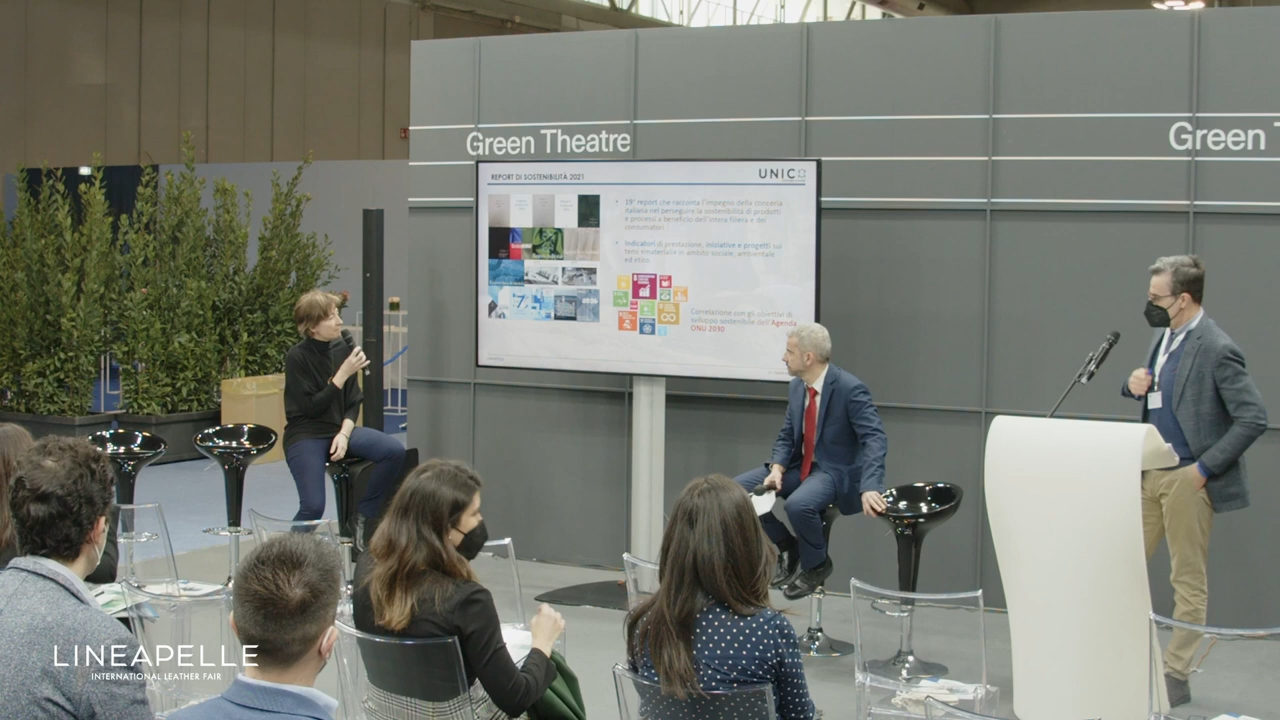 Green Theatre
Green T
REPORT DI SOSTENIBILITÀ 2021
UNIC
19° report che racconta l'impegno della conceria
italiana nel perseguire la sostenibilità di prodotti
e processi a beneficio dell'intera filiera e dei
consumatori
Indicatori di prestazione, iniziative e progetti sui
temi rimateriale in ambito sociale, ambientale
ed etico
Correlazione con gli obiettivi di
sviluppo sostenibile dell'Agenda
ONU 2030
LINEAPELLE
INTERNATIONAL LEATHER FAIR